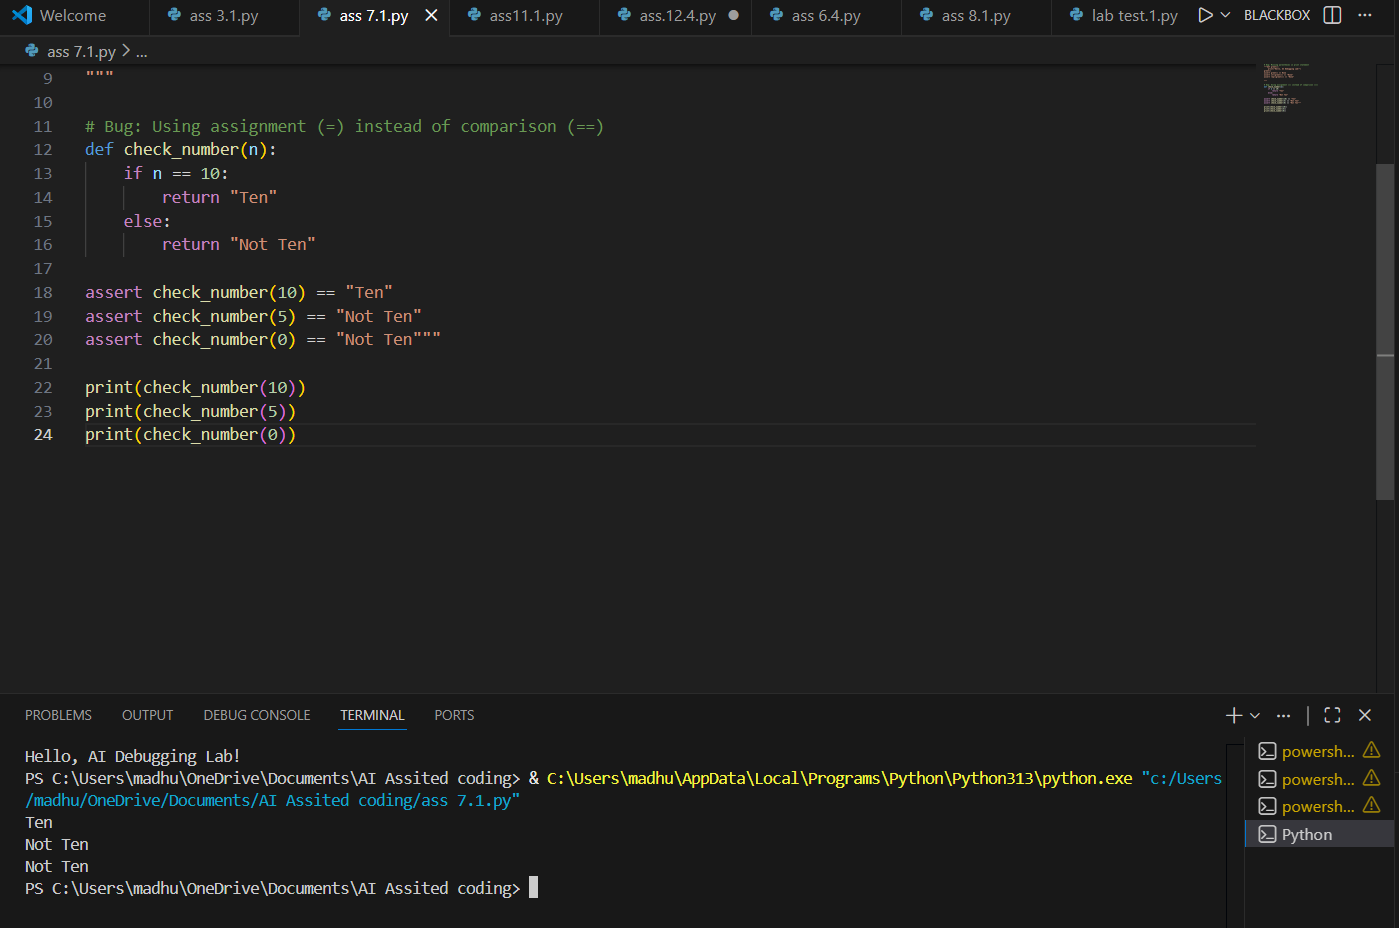 Welcome ass 3.1.py ass 7.1.py ass11.1.py ass.12.4.py ass 6.4.py ass 8.1.py lab test.1.py BLACKBOX ...
ass 7.1.py > ...
9 """
10
11 # Bug: Using assignment (=) instead of comparison (==)
12 def check_number(n):
13     if n == 10:
14         return "Ten"
15     else:
16         return "Not Ten"
17
18 assert check_number(10) == "Ten"
19 assert check_number(5) == "Not Ten"
20 assert check_number(0) == "Not Ten"""
21
22 print(check_number(10))
23 print(check_number(5))
24 print(check_number(0))
PROBLEMS OUTPUT DEBUG CONSOLE TERMINAL PORTS
Hello, AI Debugging Lab!
PS C:\Users\madhu\OneDrive\Documents\AI Assited coding> & C:\Users\madhu\AppData\Local\Programs\Python\Python313\python.exe "c:/Users
/madhu/OneDrive/Documents/AI Assited coding/ass 7.1.py"
Ten
Not Ten
Not Ten
PS C:\Users\madhu\OneDrive\Documents\AI Assited coding>
powersh...
powersh...
powersh...
Python